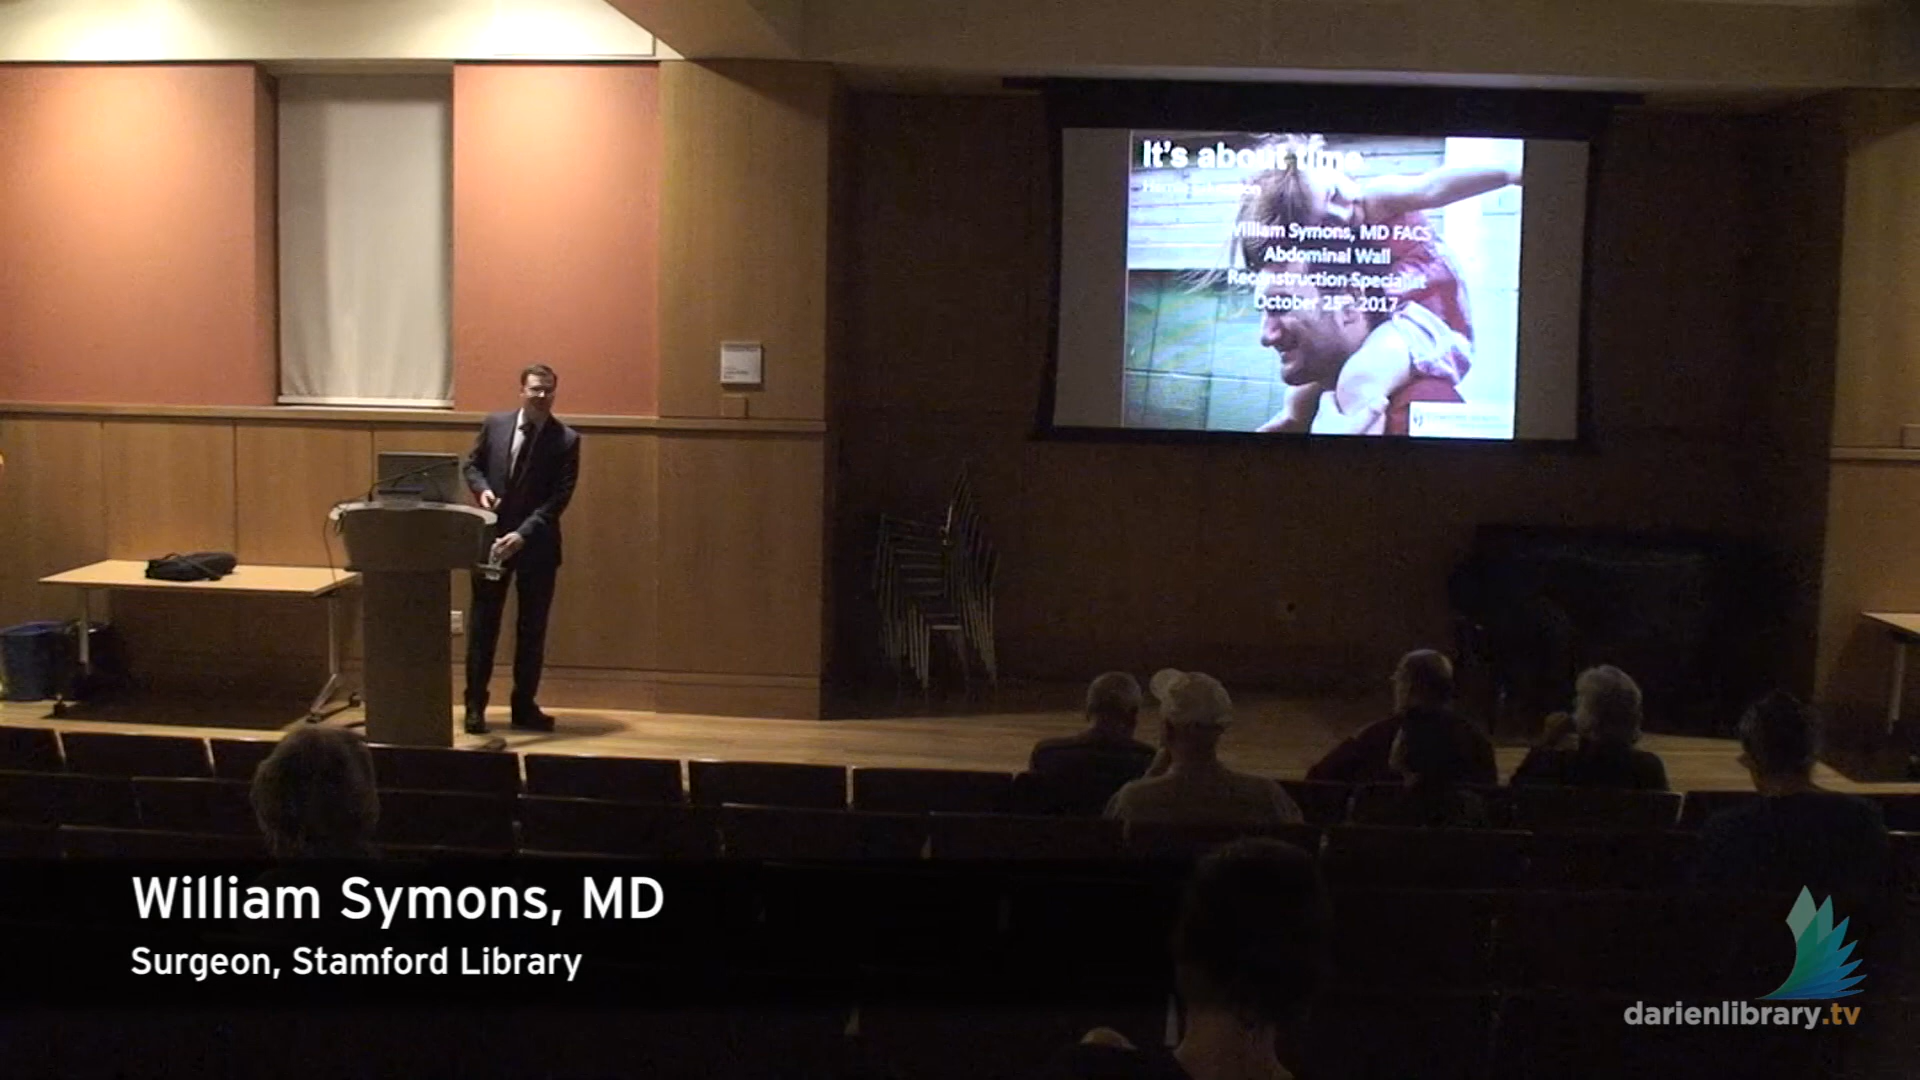 It's about time
William Symons, MD FACS
Abdominal Wall
Reconstruction Specialist
October 25th 2017
William Symons, MD
Surgeon, Stamford Library
darienlibrary.tv